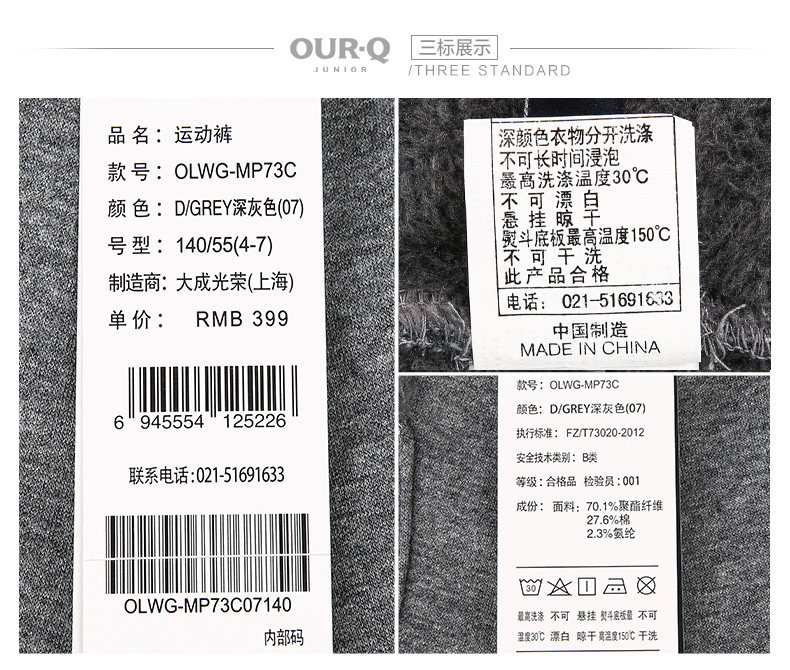 OUR-Q
JUNIOR
三标展示
/THREE STANDARD
品名：运动裤
款号：OLWG-MP73C
颜色：D/GREY深灰色(07)
号型：140/55(4-7)
制造商：大成光荣(上海)
单价： RMB 399
6 945554 125226
联系电话：021-51691633
OLWG-MP73C07140
内部码
深颜色衣物分开洗涤
不可长时间浸泡
最高洗涤温度30℃
不可漂白
悬挂晾干
熨斗底板最高温度150℃
不可干洗
此产品合格
电话： 021-51691633
中国制造
MADE IN CHINA
款号：OLWG-MP73C
颜色：D/GREY深灰色(07)
执行标准：FZ/T73020-2012
安全技术类别：B类
等级：合格品 检验员：001
成份：面料：70.1%聚酯纤维
27.6%棉
2.3%氨纶
30
最高洗涤 不可 悬挂 熨斗底板最 不可
温度30℃ 漂白 晾干 高温度150℃ 干洗